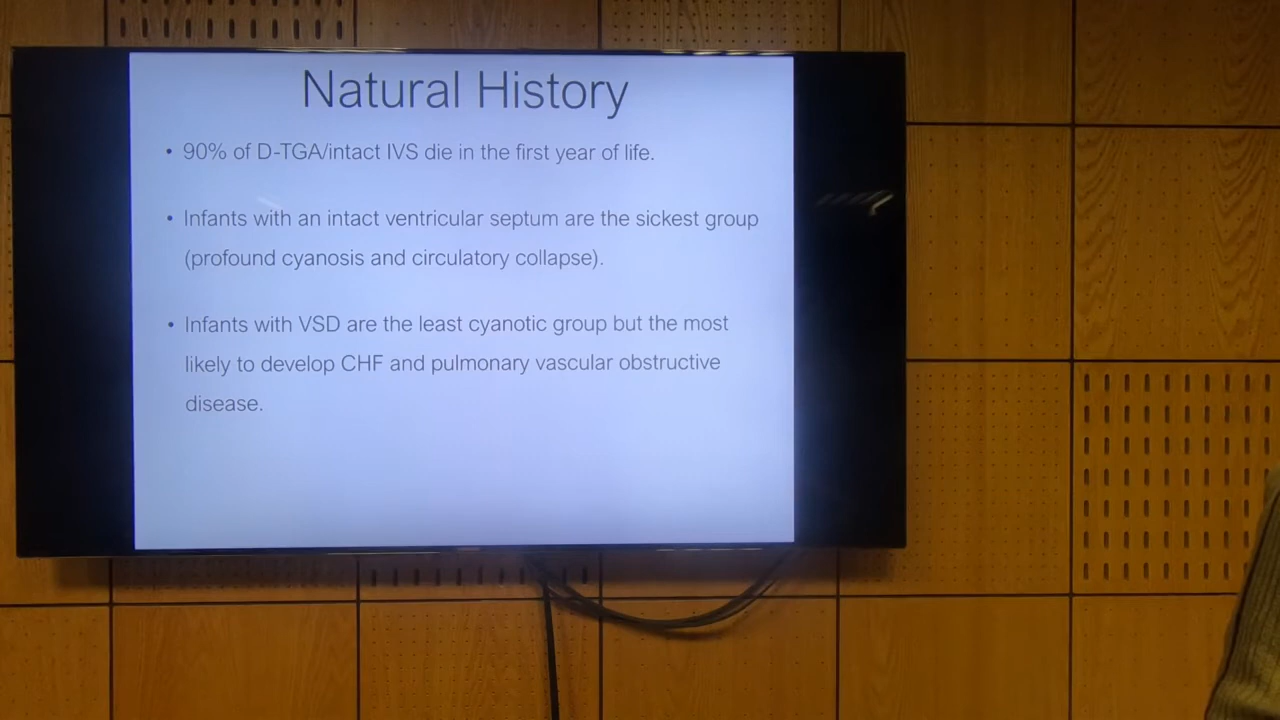 Natural History
• 90% of D-TGA/intact IVS die in the first year of life.
• Infants with an intact ventricular septum are the sickest group
(profound cyanosis and circulatory collapse).
• Infants with VSD are the least cyanotic group but the most
likely to develop CHF and pulmonary vascular obstructive
disease.